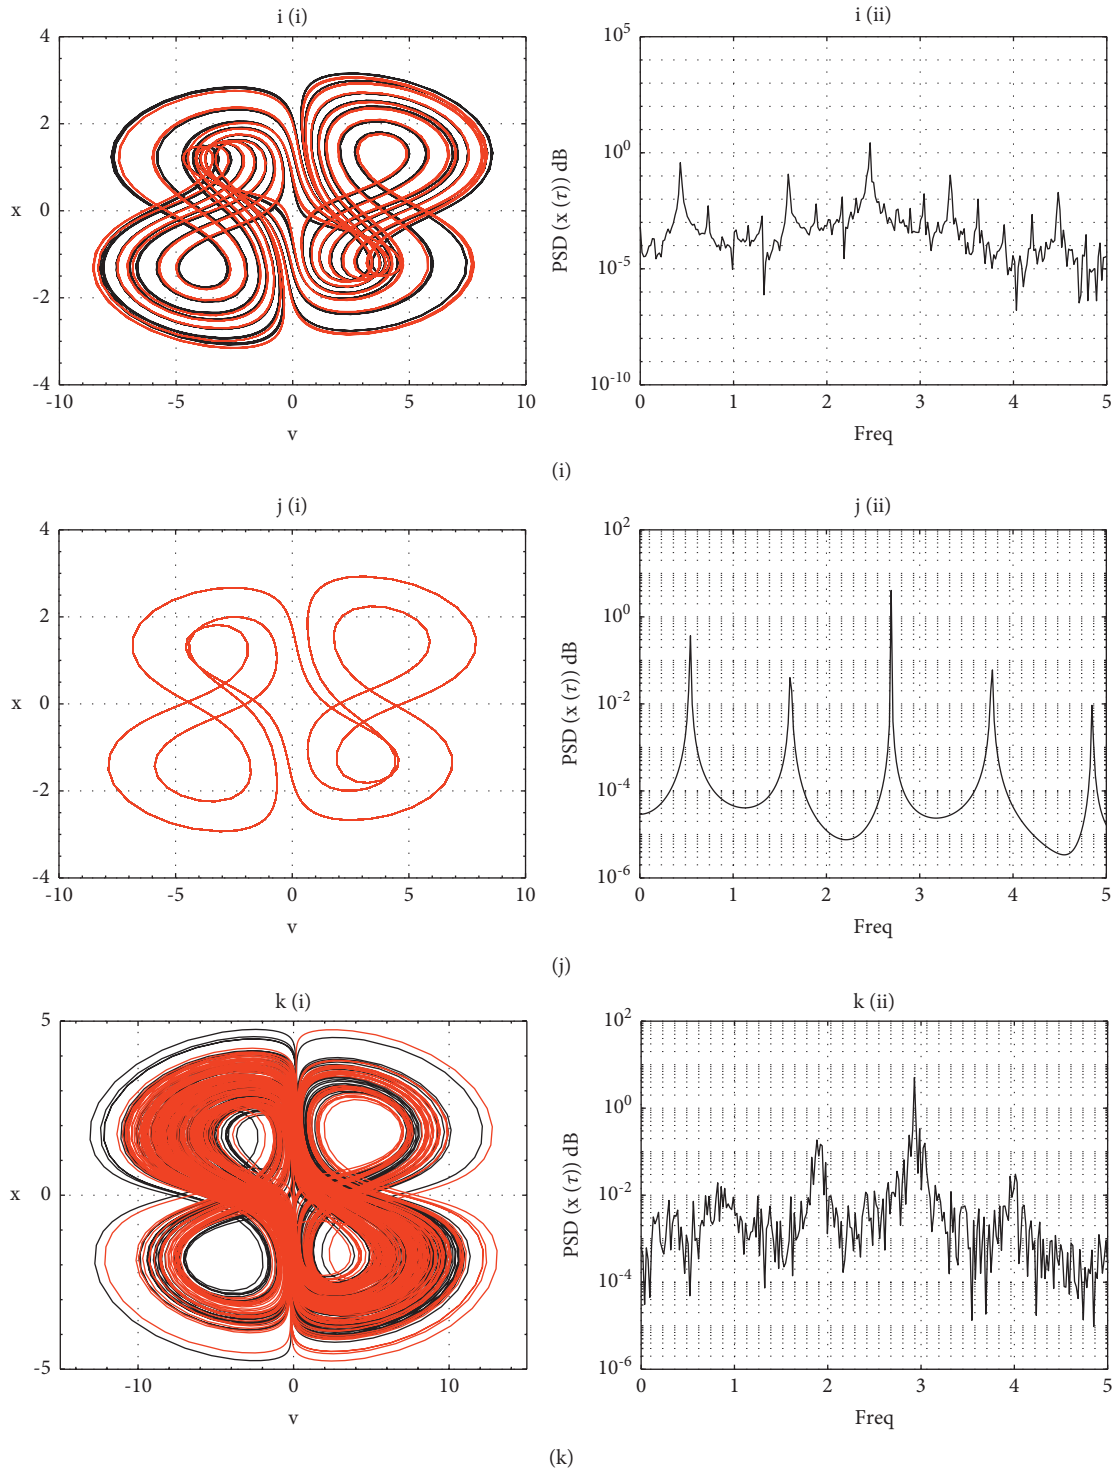 i (i)
4
2
x
0
-2
-4
-10
-5
0
5
10
v
i (ii)
10^5
10^0
10^-5
10^-10
PSD (x (τ)) dB
0
1
2
3
4
5
Freq
(i)
j (i)
4
2
x
0
-2
-4
-10
-5
0
5
10
v
j (ii)
10^2
10^0
10^-2
10^-4
10^-6
PSD (x (τ)) dB
0
1
2
3
4
5
Freq
(j)
k (i)
5
x
0
-5
-10
0
10
v
k (ii)
10^2
10^0
10^-2
10^-4
10^-6
PSD (x (τ)) dB
0
1
2
3
4
5
Freq
(k)